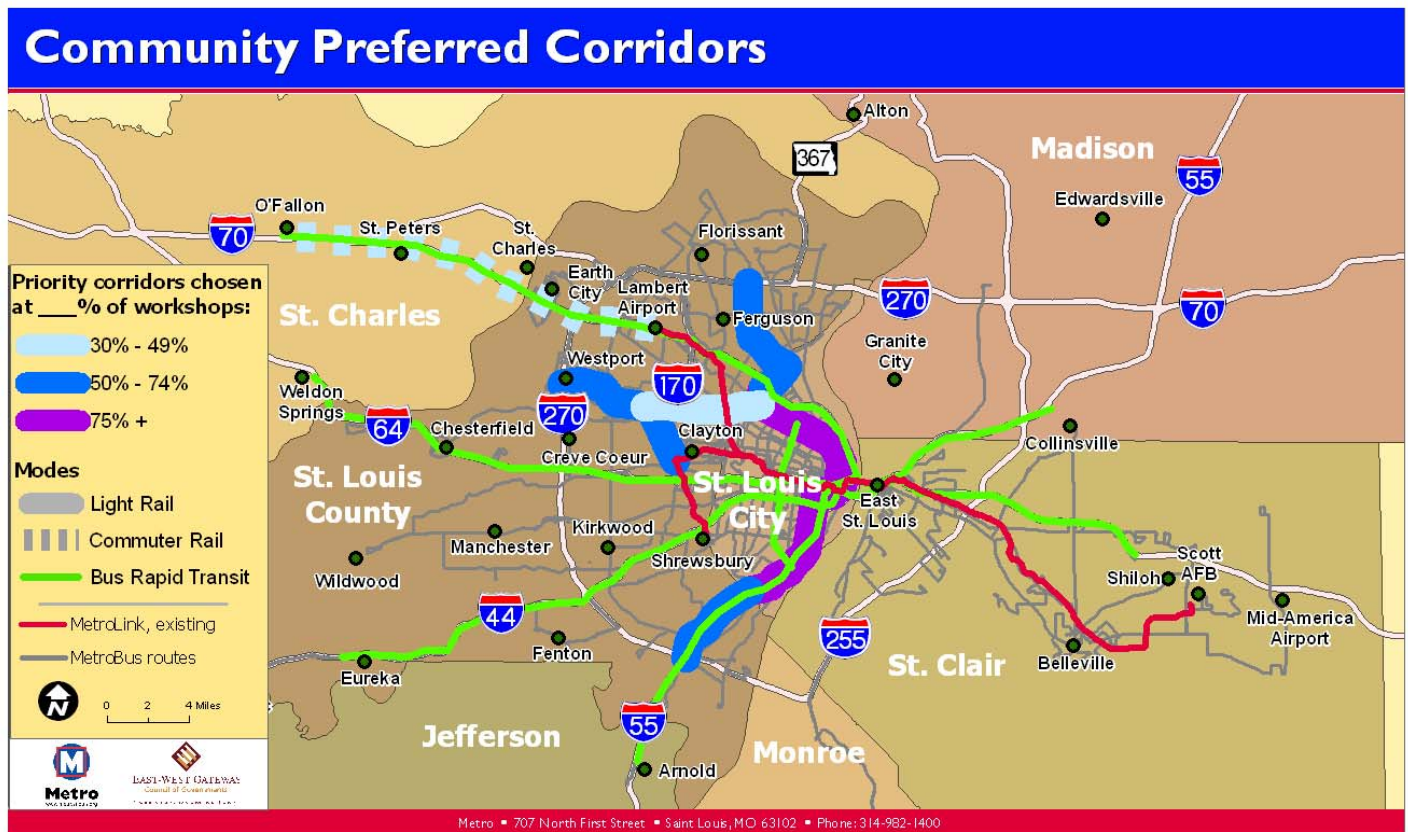 Community Preferred Corridors
Alton
367
Madison
55
Edwardsville
O'Fallon
70
St. Peters
St.
Charles
Florissant
Earth
City
Lambert
Airport
270
70
Priority corridors chosen
at ___% of workshops:
30% - 49%
50% - 74%
75% +
St. Charles
Ferguson
Granite
City
Westport
170
Weldon
Springs
64
270
Chesterfield
Clayton
Creve Coeur
Collinsville
Modes
Light Rail
Commuter Rail
Bus Rapid Transit
MetroLink, existing
MetroBus routes
St. Louis
County
St. Louis
City
East
St. Louis
Manchester
Kirkwood
Shrewsbury
Wildwood
Scott
AFB
Shiloh
Mid-America
Airport
44
Fenton
255
St. Clair
Belleville
Eureka
N
0 2 4 Miles
55
Jefferson
Monroe
Arnold
M
Metro
EAST-WEST GATEWAY
Council of Governments
Metro ▪ 707 North First Street ▪ Saint Louis, MO 63102 ▪ Phone: 314-982-1400